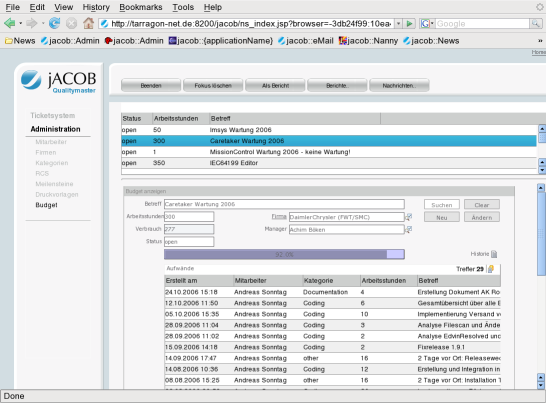 File Edit View History Bookmarks Tools Help
http://tarragon-net.de:8200/jacob/ns_index.jsp?browser=-3db24f99:10ea
Google
News jacob::Admin jacob::Admin jacob::{applicationName} jacob::eMail jacob::Nanny jacob::News »
Home
jACOB
Qualitymaster
Beenden Fokus löschen Als Bericht Berichte.. Nachrichten..
Ticketsystem
Administration
Mitarbeiter
Firmen
Kategorien
RCS
Meilensteine
Druckvorlagen
Budget
Status Arbeitsstunden Betreff
open 50 Imsys Wartung 2006
open 300 Caretaker Wartung 2006
open 1 MissionControl Wartung 2006 - keine Wartung!
open 350 IEC64199 Editor
Budget anzeigen
Betreff Caretaker Wartung 2006 Suchen Clear
Arbeitsstunden 300 Firma DaimlerChrysler (FWT/SMC) Neu Ändern
Verbrauch 277 Manager Achim Böken
Status open
Historie
Aufwände Treffer 29
Erstellt am Mitarbeiter Kategorie Arbeitsstunden Betreff
24.10.2006 15:18 Andreas Sonntag Documentation 4 Erstellung Dokument AK Ro
12.10.2006 11:50 Andreas Sonntag Coding 6 Gesamtübersicht über alle E
05.10.2006 15:35 Andreas Sonntag Coding 10 Implementierung Versand v
28.09.2006 11:04 Andreas Sonntag Coding 3 Analyse Filescan und Ände
28.09.2006 11:02 Andreas Sonntag Coding 2 Analyse EdvinResolved unc
15.09.2006 14:18 Andreas Sonntag Coding 2 Fixrelease 1.9.1
14.09.2006 17:47 Andreas Sonntag other 16 2 Tage vor Ort: Releasewec
14.08.2006 10:36 Andreas Sonntag Coding 12 Erstellung und Integration in
08.08.2006 15:25 Andreas Sonntag other 16 2 Tage vor Ort: Installation T
Done